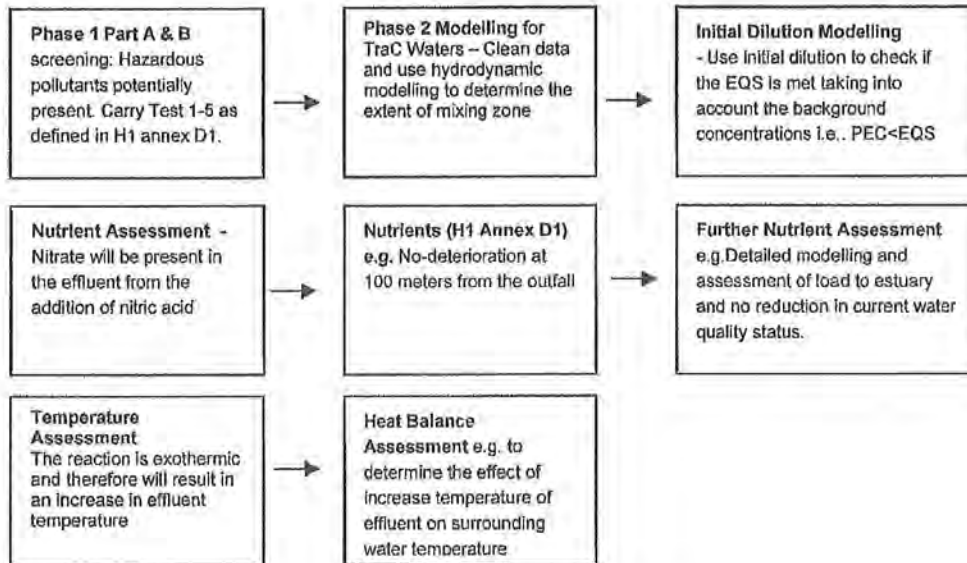 Phase 1 Part A & B
screening: Hazardous
pollutants potentially
present. Carry Test 1-5 as
defined in H1 annex D1.
Phase 2 Modelling for
TraC Waters – Clean data
and use hydrodynamic
modelling to determine the
extent of mixing zone
Initial Dilution Modelling
- Use initial dilution to check if
the EQS is met taking into
account the background
concentrations i.e.. PEC<EQS
Nutrient Assessment -
Nitrate will be present in
the effluent from the
addition of nitric acid
Nutrients (H1 Annex D1)
e.g. No-deterioration at
100 meters from the outfall
Further Nutrient Assessment
e.g.Detailed modelling and
assessment of load to estuary
and no reduction in current water
quality status.
Temperature
Assessment
The reaction is exothermic
and therefore will result in
an increase in effluent
temperature
Heat Balance
Assessment e.g. to
determine the effect of
increase temperature of
effluent on surrounding
water temperature